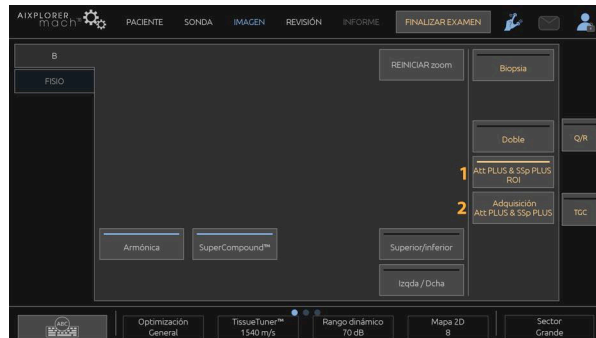 AIXPLORER
mach
PACIENTE SONDA IMAGEN REVISIÓN INFORME FINALIZAR EXAMEN
B
FISIO
REINICIAR zoom
Biopsia
Doble
Q/R
1
Att PLUS & SSp PLUS
ROI
2
Adquisición
Att PLUS & SSp PLUS
TGC
Armónica
SuperCompound™
Superior/inferior
Izqda / Dcha
ABC
Optimización
General
TissueTuner™
1540 m/s
Rango dinámico
70 dB
Mapa 2D
8
Sector
Grande